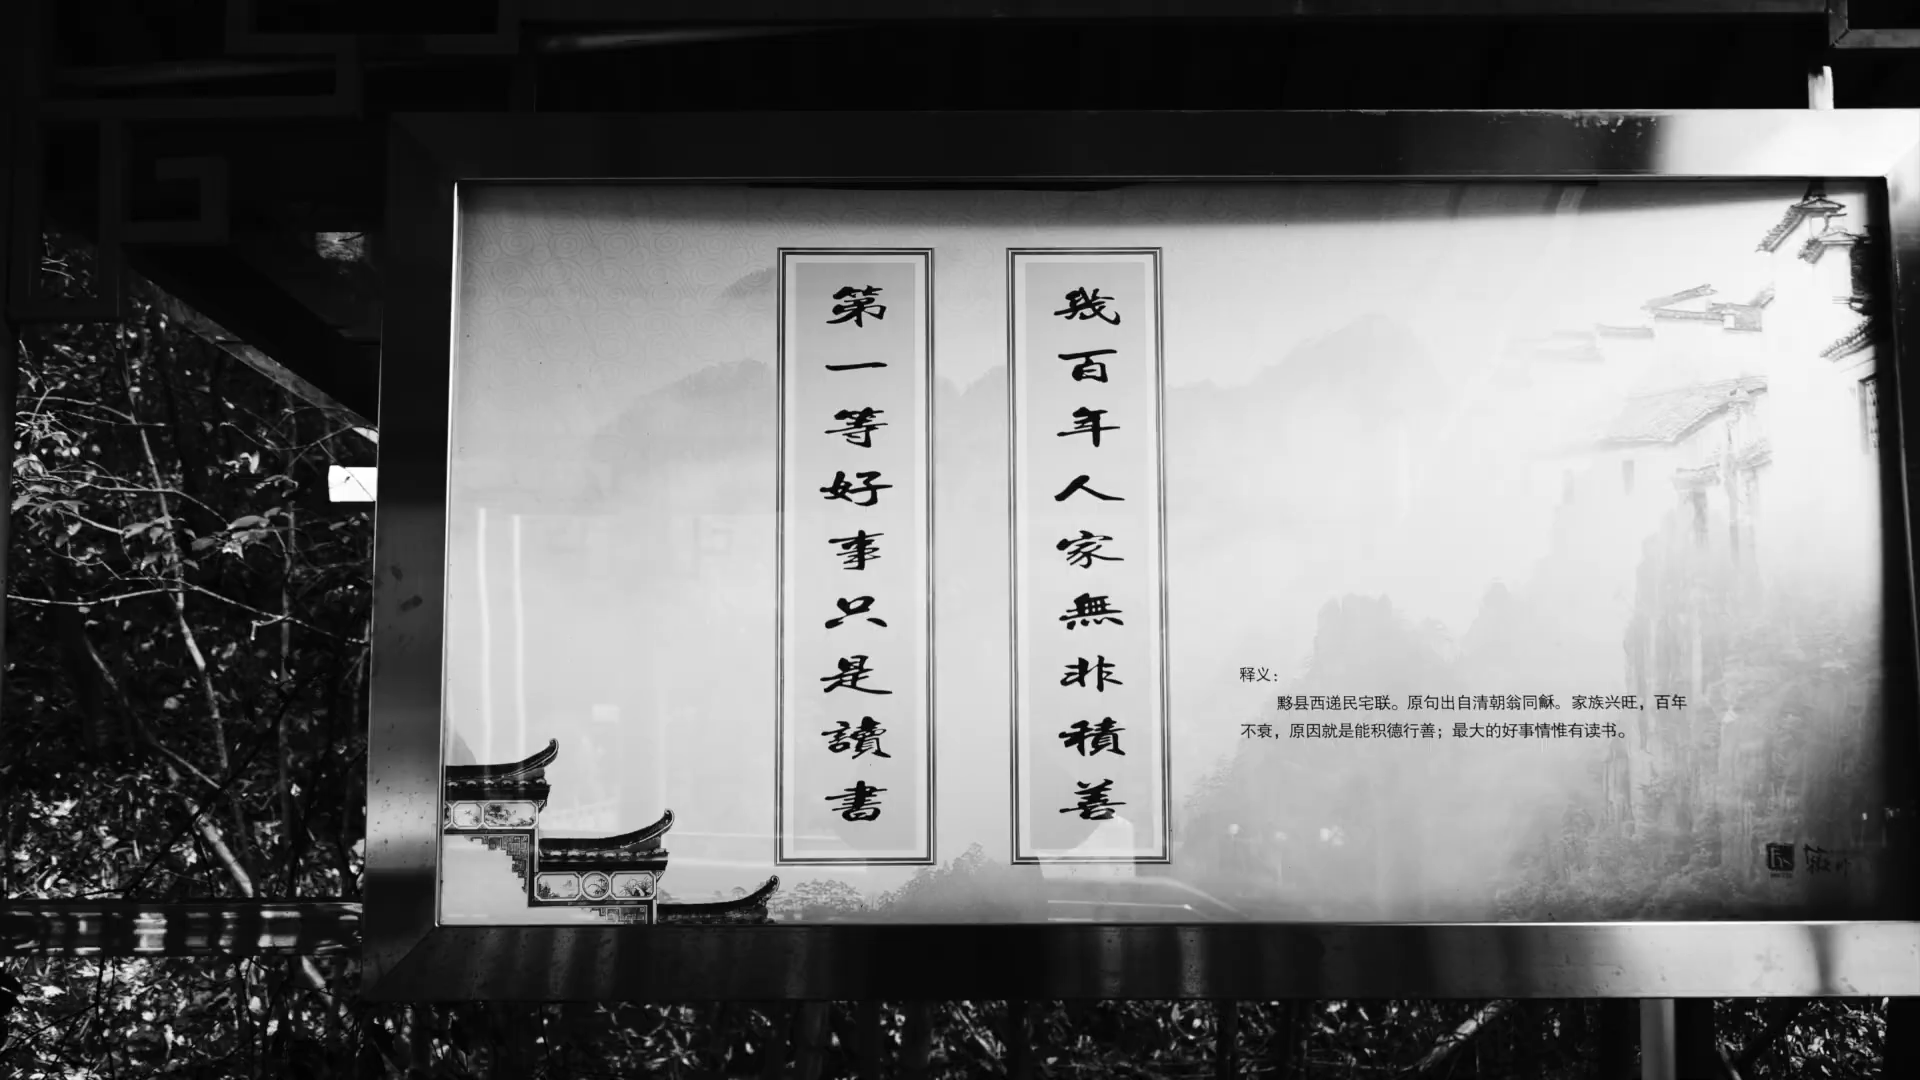 幾百年人家無非積善
第一等好事只是讀書
释义：
黟县西递民宅联。原句出自清朝翁同龢。家族兴旺，百年
不衰，原因就是能积德行善；最大的好事情惟有读书。